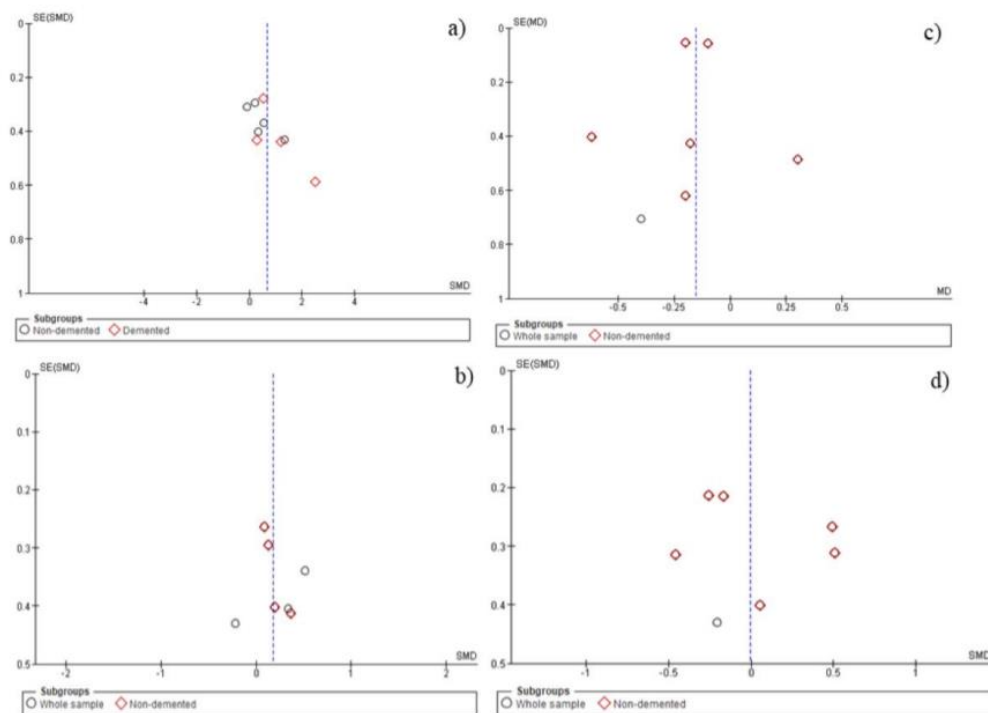 SE(SMD)
a)
0
0.2
0.4
0.6
0.8
1
-4
-2
0
2
4
SMD
Subgroups
Non-demented
Demented
SE(MD)
c)
0
0.2
0.4
0.6
0.8
1
-0.5
-0.25
0
0.25
0.5
MD
Subgroups
Whole sample
Non-demented
SE(SMD)
b)
0
0.1
0.2
0.3
0.4
0.5
-2
-1
0
1
2
SMD
Subgroups
Whole sample
Non-demented
SE(SMD)
d)
0
0.1
0.2
0.3
0.4
0.5
-1
-0.5
0
0.5
1
SMD
Subgroups
Whole sample
Non-demented